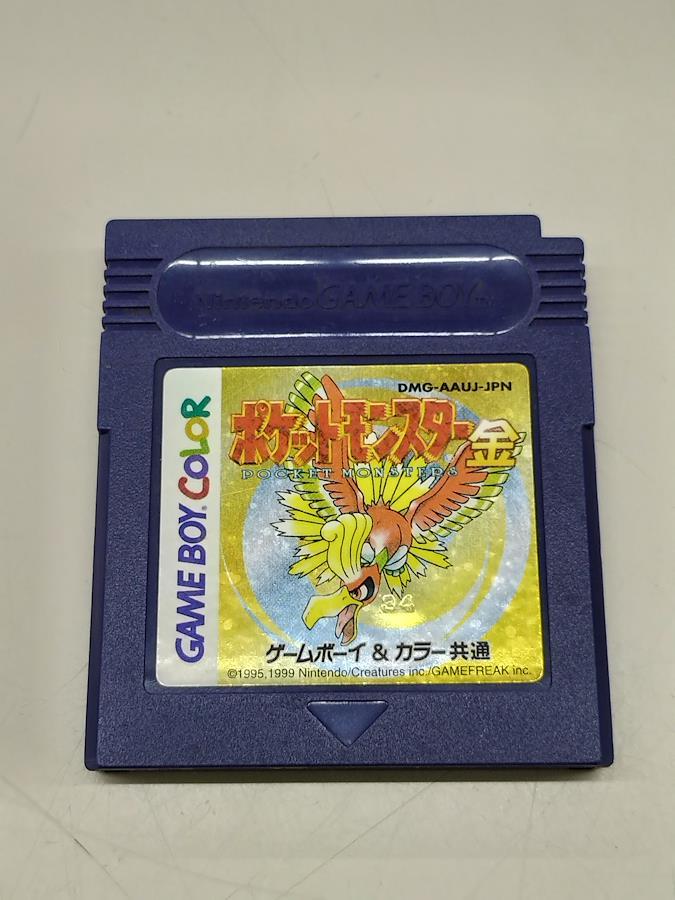 Nintendo GAME BOY TM
DMG-AAUJ-JPN
GAME BOY COLOR
ポケットモンスター金
POCKET MONSTERS
24
ゲームボーイ & カラー共通
©1995,1999 Nintendo/Creatures inc./GAMEFREAK inc.